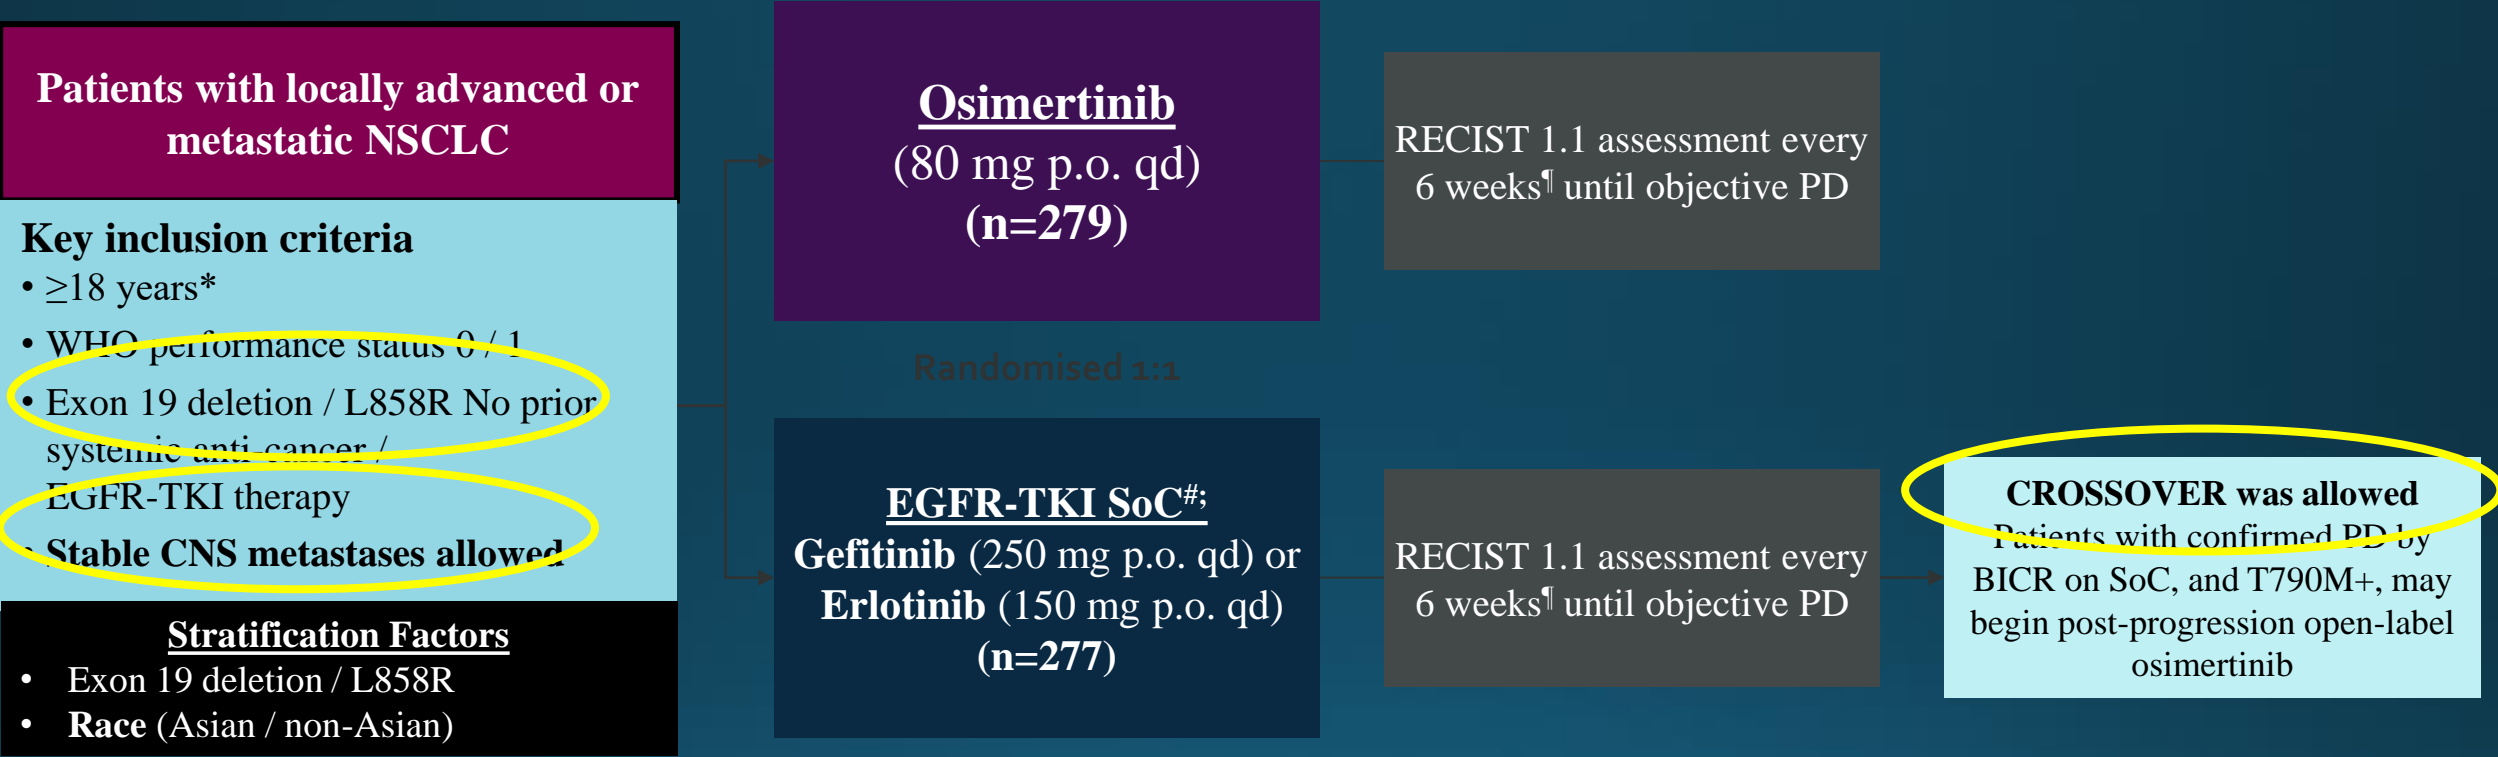 Patients with locally advanced or
metastatic NSCLC
Key inclusion criteria
• ≥18 years*
• WHO performance status 0 / 1
• Exon 19 deletion / L858R No prior
systemic anti-cancer /
EGFR-TKI therapy
• Stable CNS metastases allowed
Stratification Factors
• Exon 19 deletion / L858R
• Race (Asian / non-Asian)
Osimertinib
(80 mg p.o. qd)
(n=279)
RECIST 1.1 assessment every
6 weeks¶ until objective PD
Randomised 1:1
EGFR-TKI SoC#;
Gefitinib (250 mg p.o. qd) or
Erlotinib (150 mg p.o. qd)
(n=277)
RECIST 1.1 assessment every
6 weeks¶ until objective PD
CROSSOVER was allowed
Patients with confirmed PD by
BICR on SoC, and T790M+, may
begin post-progression open-label
osimertinib